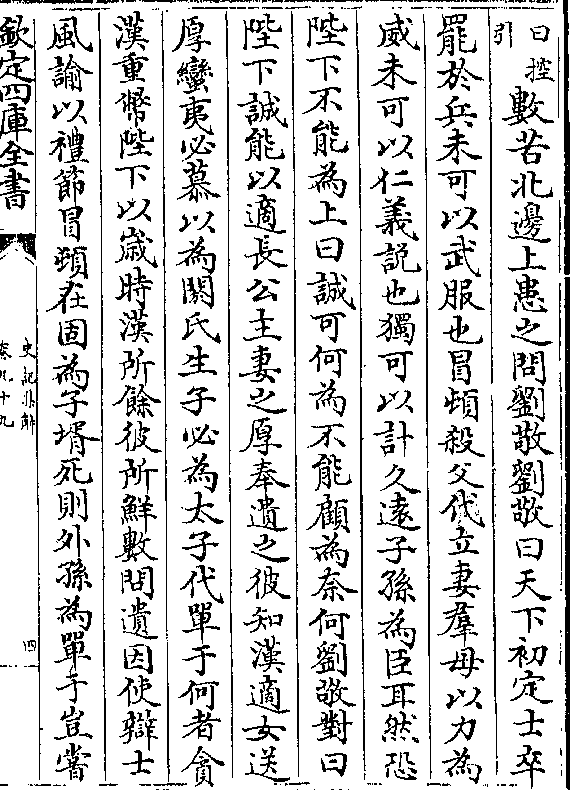 曰控引數苦北邊上患之問劉敬劉敬曰天下初定士卒
罷於兵未可以武服也冒頓殺父代立妻羣母以力為
威未可以仁義說也獨可以計久遠子孫為臣耳然恐
陛下不能為上曰誠可何為不能顧為奈何劉敬對曰
陛下誠能以適長公主妻之厚奉遺之彼知漢適女送
厚蠻夷必慕以為閼氏生子必為太子代單于何者貪
漢重幣陛下以歲時漢所餘彼所鮮數問遺因使辯士
風諭以禮節冒頓在固為子壻死則外孫為單于豈嘗
欽定四庫全書
史記集解
卷九十九
四